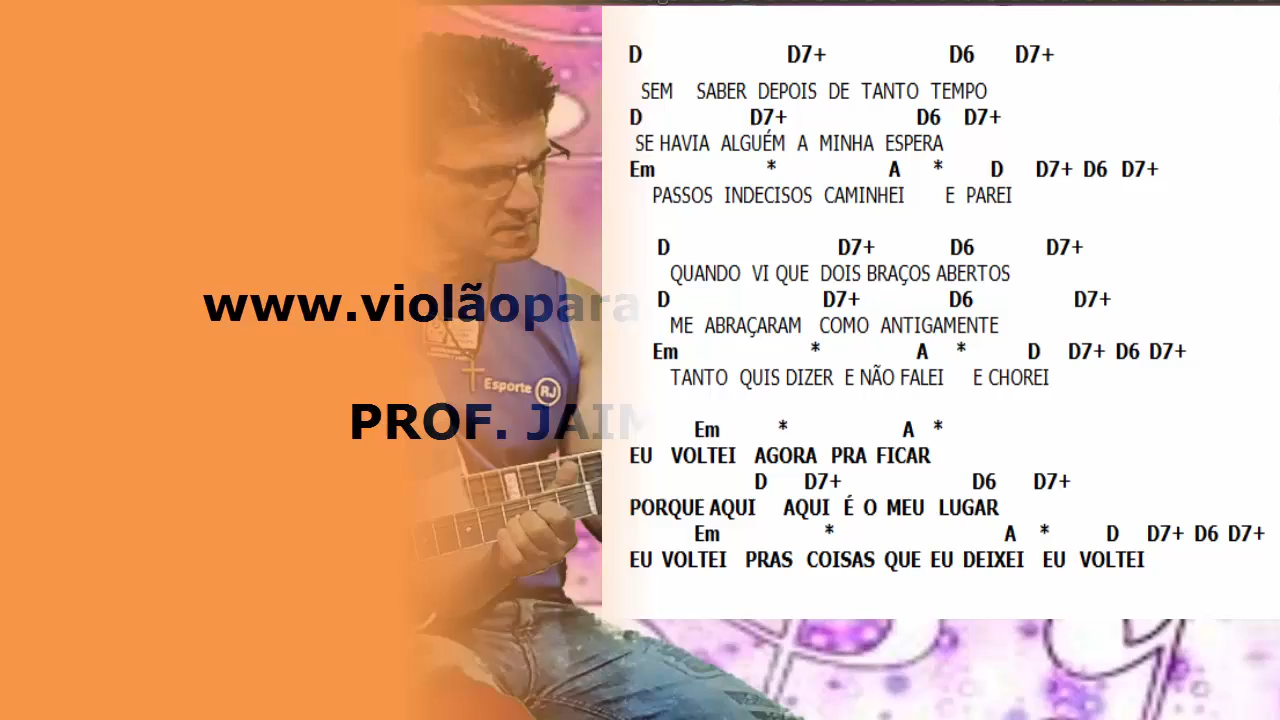 D D7+ D6 D7+
SEM SABER DEPOIS DE TANTO TEMPO
D D7+ D6 D7+
SE HAVIA ALGUÉM A MINHA ESPERA
Em * A * D D7+ D6 D7+
PASSOS INDECISOS CAMINHEI E PAREI
D D7+ D6 D7+
QUANDO VI QUE DOIS BRAÇOS ABERTOS
D D7+ D6 D7+
ME ABRAÇARAM COMO ANTIGAMENTE
Em * A * D D7+ D6 D7+
TANTO QUIS DIZER E NÃO FALEI E CHOREI
Em * A *
EU VOLTEI AGORA PRA FICAR
D D7+ D6 D7+
PORQUE AQUI AQUI É O MEU LUGAR
Em * A * D D7+ D6 D7+
EU VOLTEI PRAS COISAS QUE EU DEIXEI EU VOLTEI
www.violãopara
PROF. JAIM
Esporte RJ